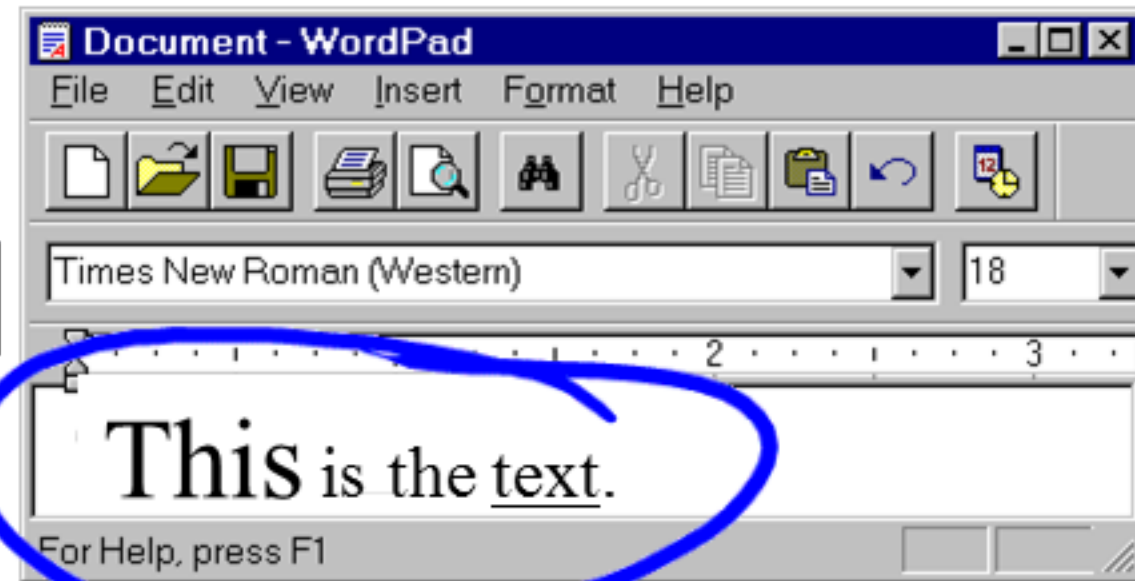 Document - WordPad
File Edit View Insert Format Help
12
Times New Roman (Western) 18
2 3
This is the text.
For Help, press F1